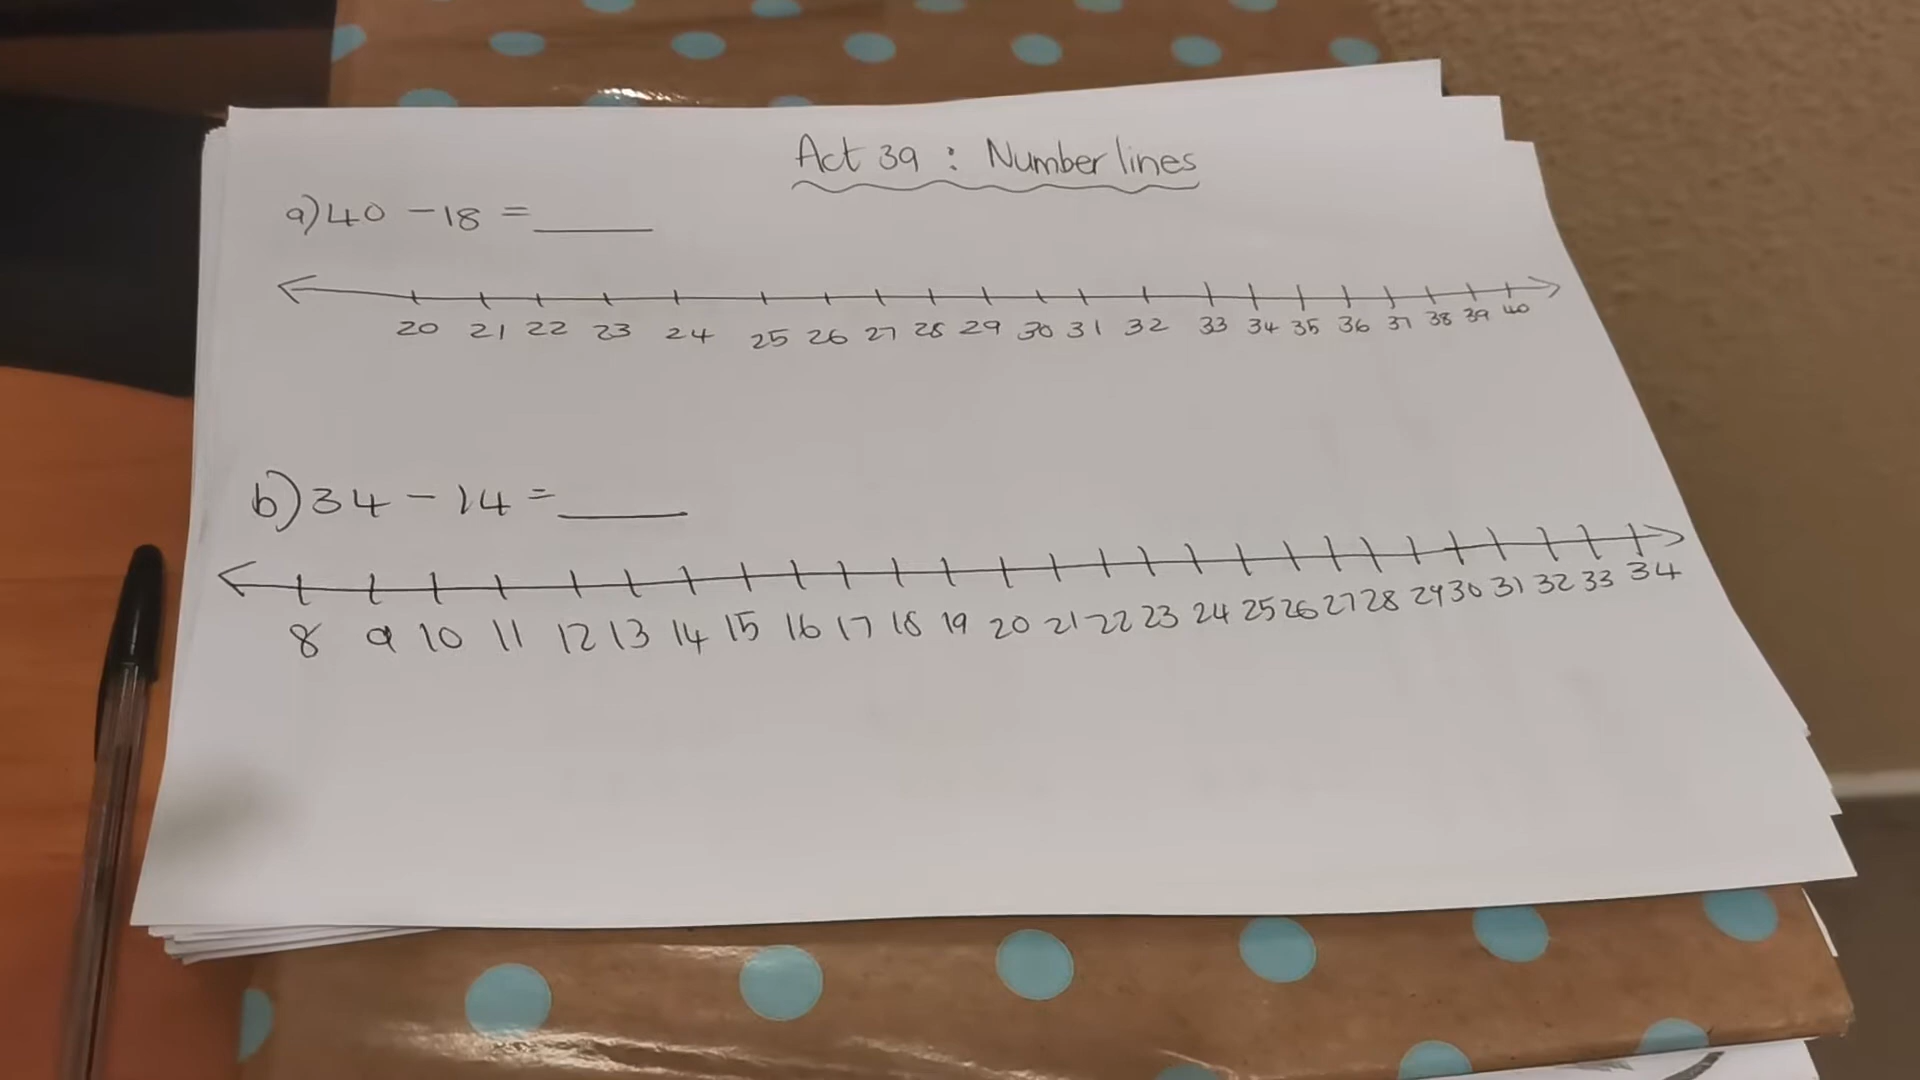 Act 39 : Number lines
a) 40 - 18 = _____
20 21 22 23 24 25 26 27 28 29 30 31 32 33 34 35 36 37 38 39 40
b) 34 - 14 = _____
8 9 10 11 12 13 14 15 16 17 18 19 20 21 22 23 24 25 26 27 28 29 30 31 32 33 34